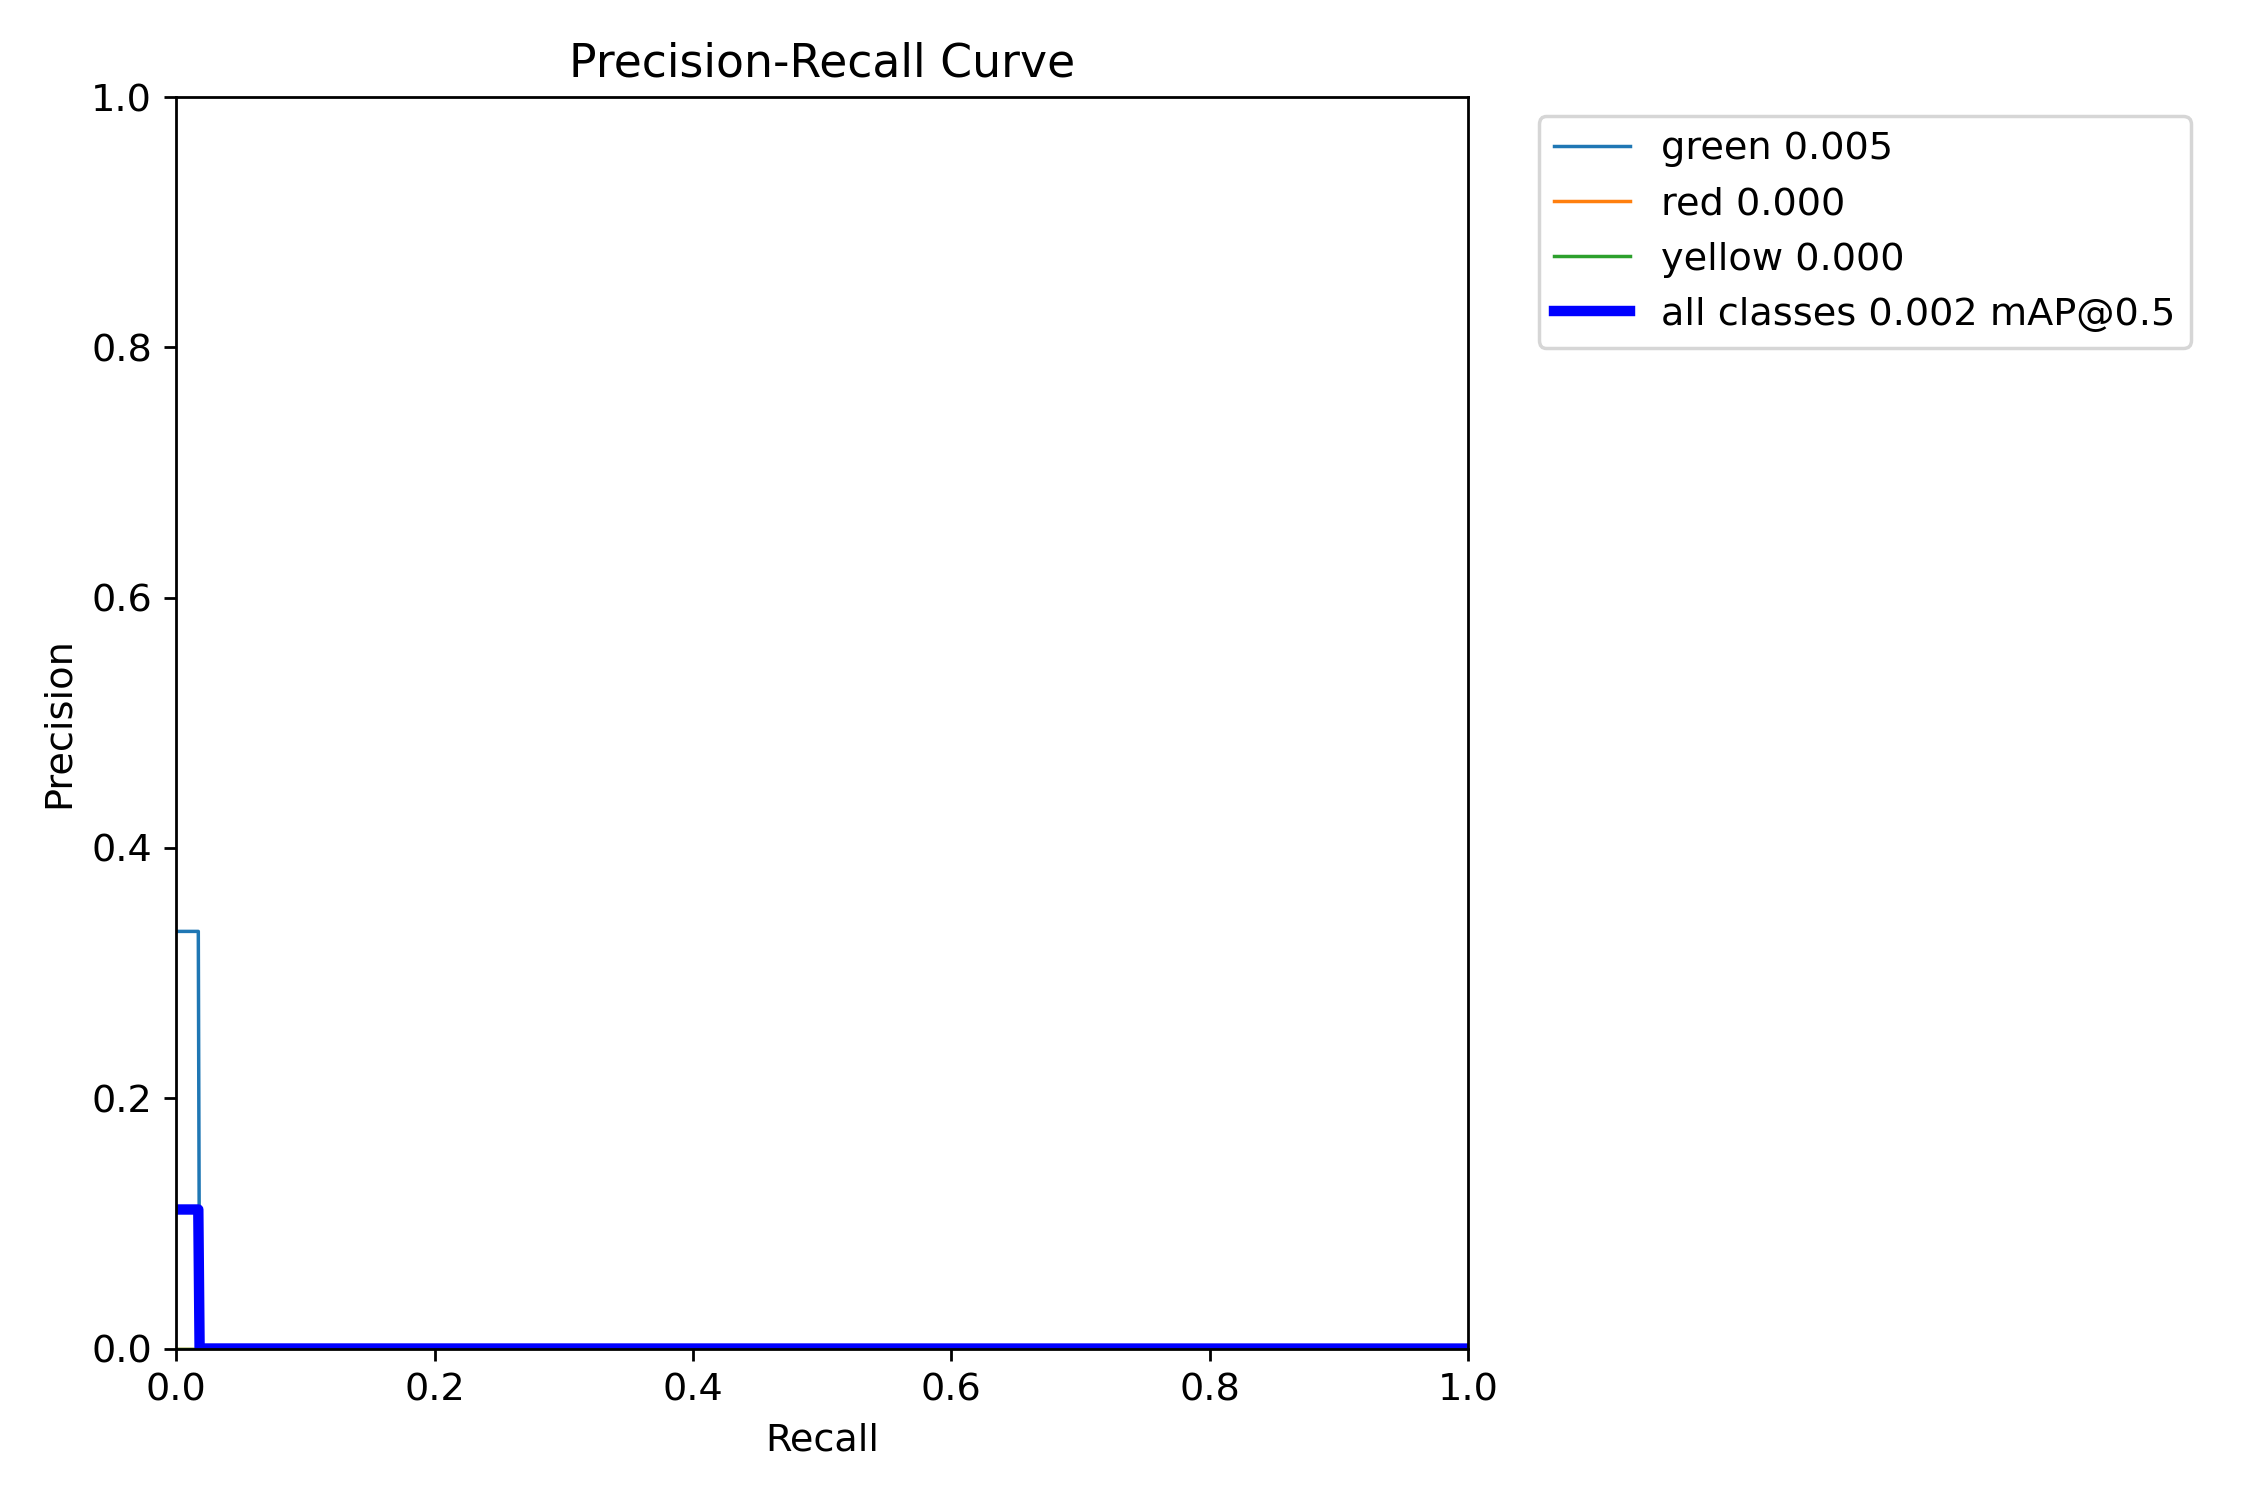 Precision-Recall Curve
1.0
0.8
0.6
0.4
0.2
0.0
Precision
0.0 0.2 0.4 0.6 0.8 1.0
Recall
green 0.005
red 0.000
yellow 0.000
all classes 0.002 mAP@0.5